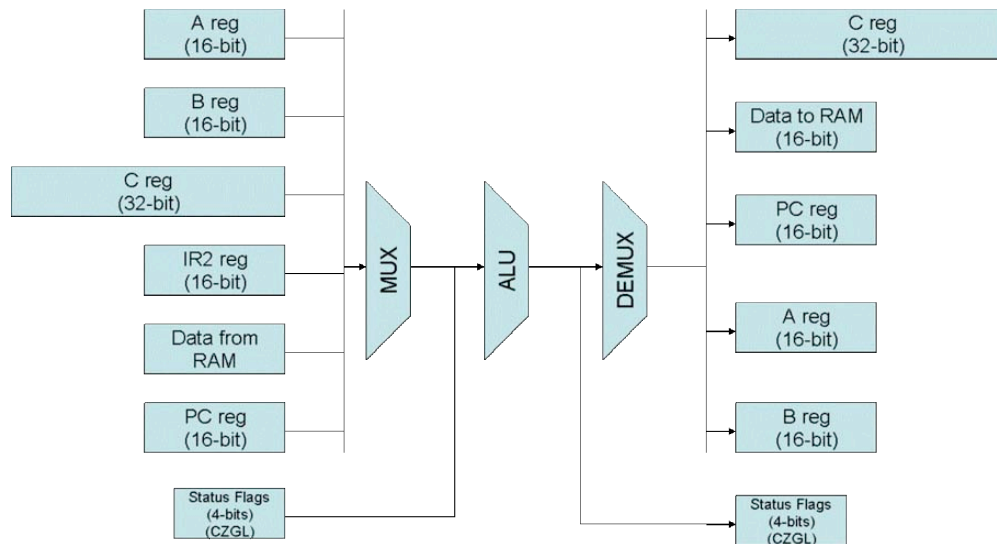 A reg
(16-bit)
B reg
(16-bit)
C reg
(32-bit)
IR2 reg
(16-bit)
Data from
RAM
PC reg
(16-bit)
Status Flags
(4-bits)
(CZGL)
MUX
ALU
DEMUX
C reg
(32-bit)
Data to RAM
(16-bit)
PC reg
(16-bit)
A reg
(16-bit)
B reg
(16-bit)
Status Flags
(4-bits)
(CZGL)